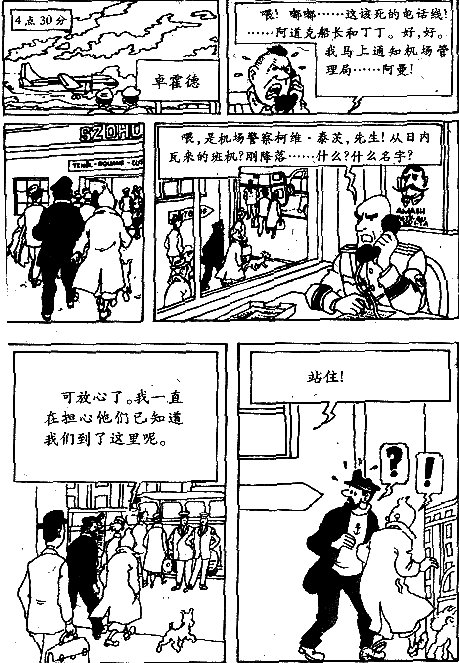 4点30分
卓霍德
喂! 嘟嘟……这该死的电话线!
……阿道克船长和丁丁。好,好。
我马上通知机场管
理局……阿曼!
SZOHO
喂,是机场警察柯维·泰茨,先生! 从日内
瓦来的班机?刚降落……什么?什么名字?
AMAIH
可放心了。我一直
在担心他们已知道
我们到了这里呢。
站住!
?
!